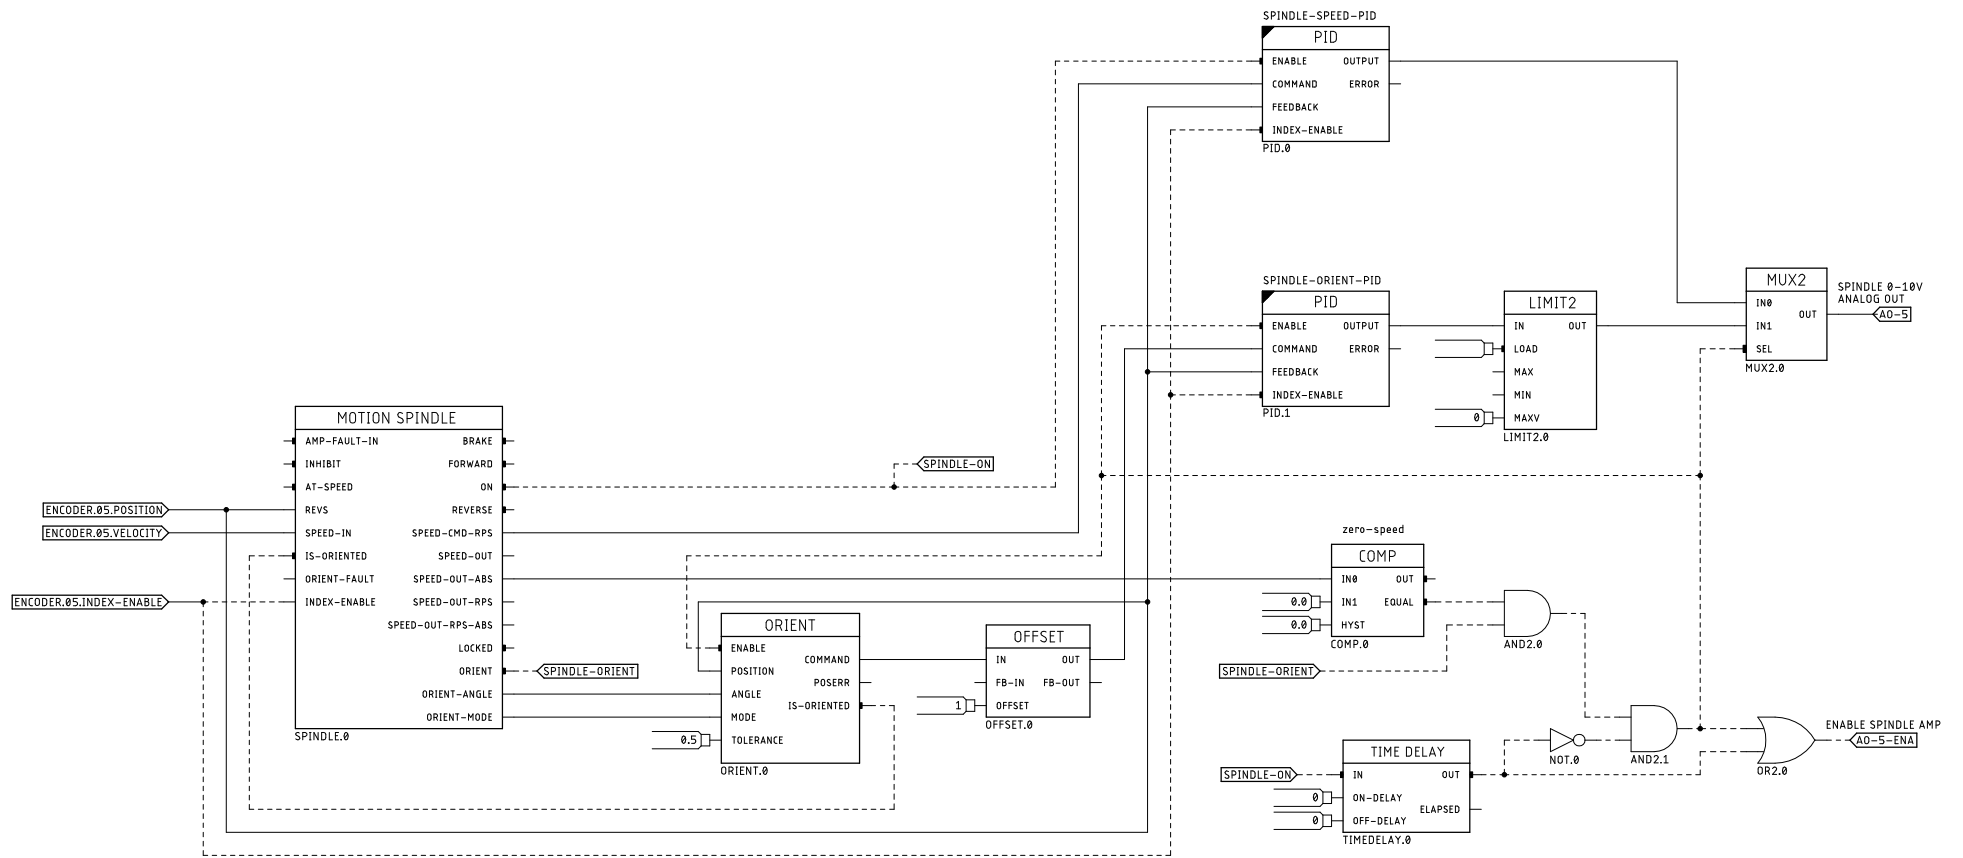 SPINDLE-SPEED-PID
PID
ENABLE OUTPUT
COMMAND ERROR
FEEDBACK
INDEX-ENABLE
PID.0
SPINDLE-ORIENT-PID
PID
ENABLE OUTPUT
COMMAND ERROR
FEEDBACK
INDEX-ENABLE
PID.1
LIMIT2
IN OUT
LOAD
MAX
MIN
0 MAXV
LIMIT2.0
MUX2
IN0
OUT
IN1
SEL
MUX2.0
SPINDLE 0-10V
ANALOG OUT
AO-5
MOTION SPINDLE
AMP-FAULT-IN BRAKE
INHIBIT FORWARD
AT-SPEED ON
REVS REVERSE
SPEED-IN SPEED-CMD-RPS
IS-ORIENTED SPEED-OUT
ORIENT-FAULT SPEED-OUT-ABS
INDEX-ENABLE SPEED-OUT-RPS
SPEED-OUT-RPS-ABS
LOCKED
ORIENT
ORIENT-ANGLE
ORIENT-MODE
SPINDLE.0
ENCODER.05.POSITION
ENCODER.05.VELOCITY
ENCODER.05.INDEX-ENABLE
SPINDLE-ON
SPINDLE-ORIENT
ORIENT
ENABLE
COMMAND
POSITION
POSERR
ANGLE
IS-ORIENTED
MODE
0.5 TOLERANCE
ORIENT.0
OFFSET
IN OUT
FB-IN FB-OUT
1 OFFSET
OFFSET.0
zero-speed
COMP
IN0 OUT
0.0 IN1 EQUAL
0.0 HYST
COMP.0
SPINDLE-ORIENT
AND2.0
TIME DELAY
SPINDLE-ON IN OUT
0 ON-DELAY
ELAPSED
0 OFF-DELAY
TIMEDELAY.0
NOT.0
AND2.1
OR2.0
ENABLE SPINDLE AMP
AO-5-ENA